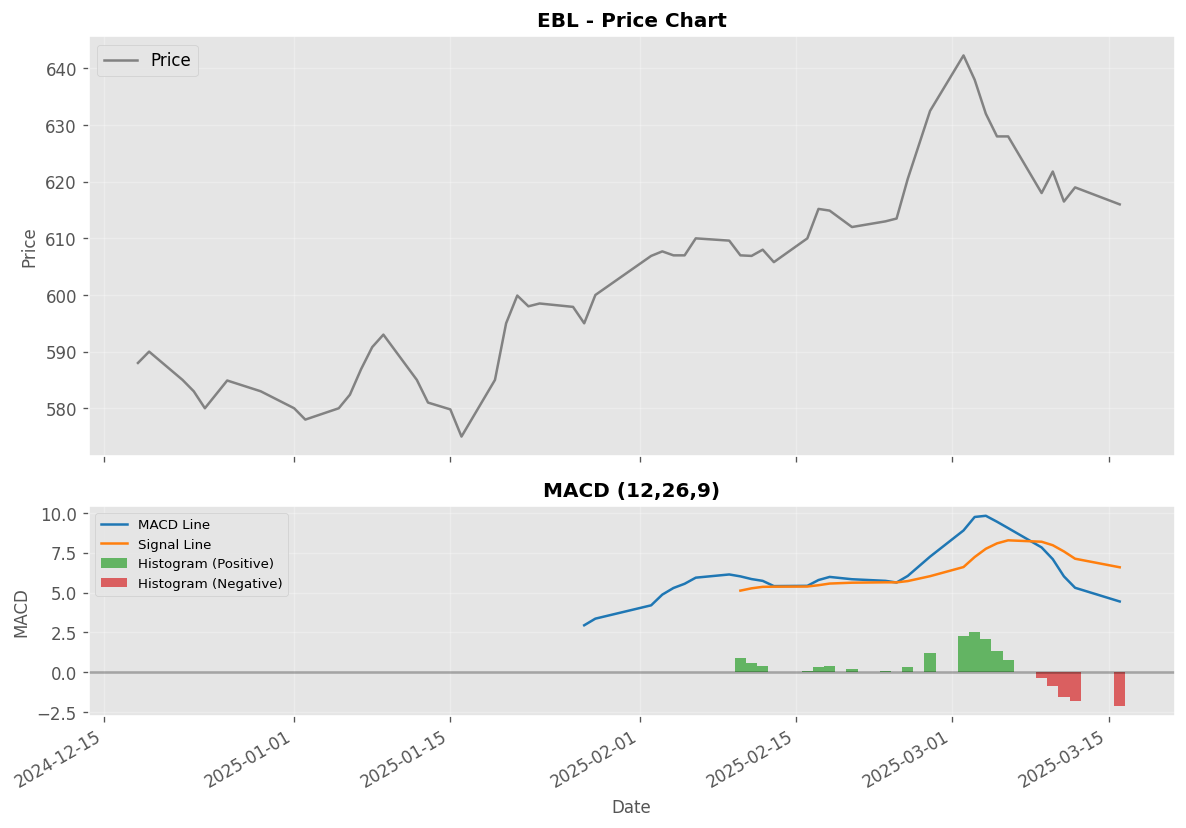 EBL - Price Chart
Price
640
630
620
610
600
590
580
Price
MACD (12,26,9)
MACD Line
Signal Line
Histogram (Positive)
Histogram (Negative)
10.0
7.5
5.0
2.5
0.0
−2.5
MACD
2024-12-15
2025-01-01
2025-01-15
2025-02-01
2025-02-15
2025-03-01
2025-03-15
Date